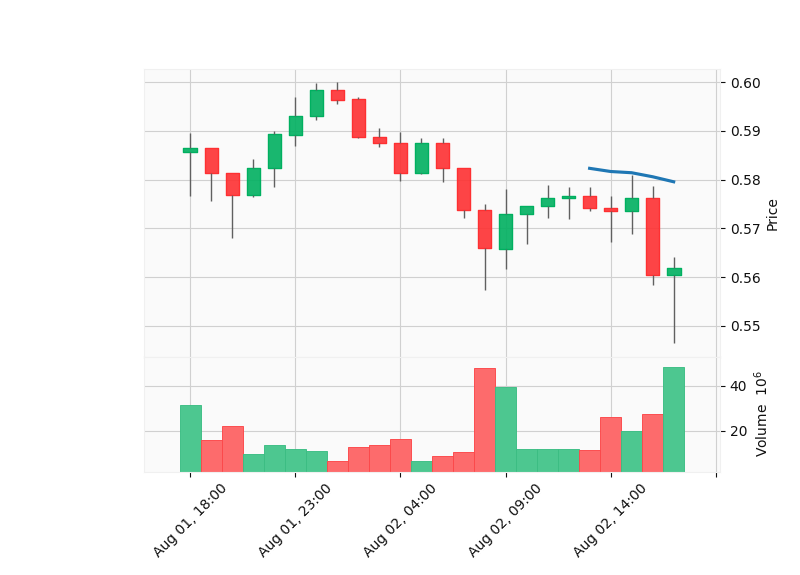 0.60
0.59
0.58
0.57
0.56
0.55
Price
40
20
Volume 10^6
Aug 01, 18:00
Aug 01, 23:00
Aug 02, 04:00
Aug 02, 09:00
Aug 02, 14:00